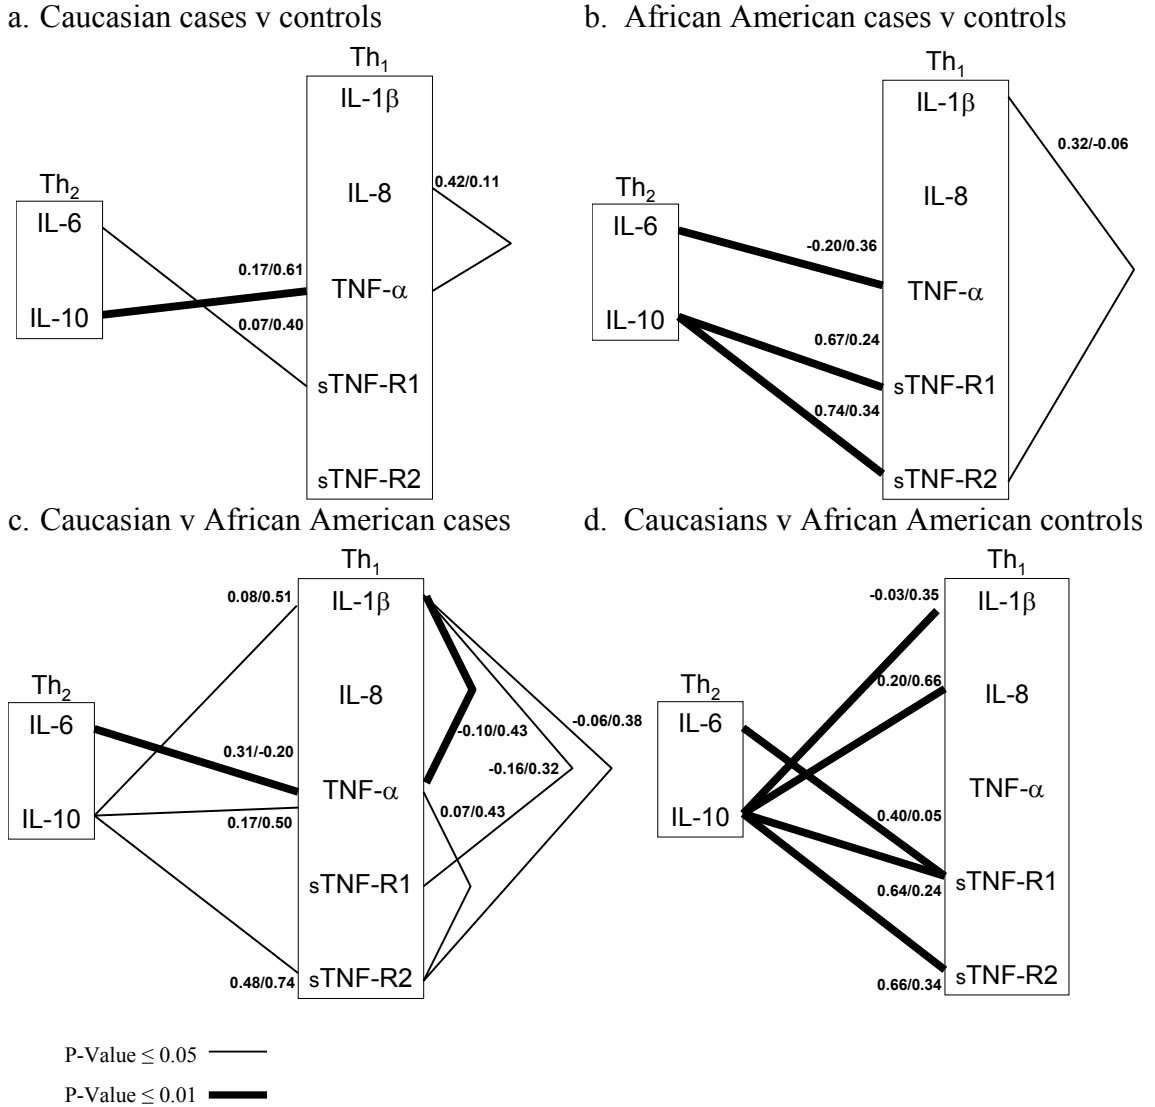 a. Caucasian cases v controls
Th1
IL-1β
IL-8
0.42/0.11
Th2
IL-6
IL-10
0.17/0.61
TNF-α
0.07/0.40
sTNF-R1
sTNF-R2
b. African American cases v controls
Th1
IL-1β
0.32/-0.06
Th2
IL-8
IL-6
-0.20/0.36
TNF-α
IL-10
0.67/0.24
sTNF-R1
0.74/0.34
sTNF-R2
c. Caucasian v African American cases
Th1
0.08/0.51
IL-1β
Th2
IL-8
IL-6
-0.06/0.38
-0.10/0.43
0.31/-0.20
-0.16/0.32
TNF-α
IL-10
0.17/0.50
0.07/0.43
sTNF-R1
0.48/0.74
sTNF-R2
d. Caucasians v African American controls
Th1
-0.03/0.35
IL-1β
Th2
0.20/0.66
IL-8
IL-6
TNF-α
IL-10
0.40/0.05
sTNF-R1
0.64/0.24
sTNF-R2
0.66/0.34
P-Value ≤ 0.05
P-Value ≤ 0.01